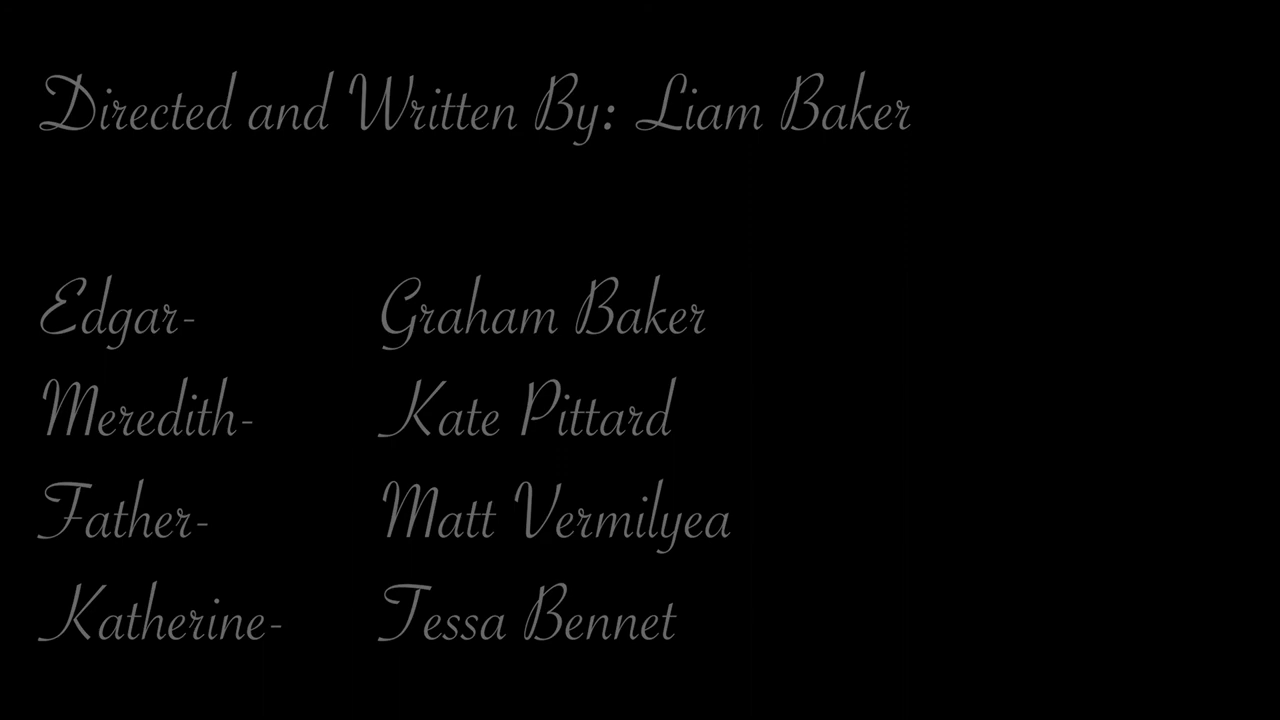 Directed and Written By: Liam Baker
Edgar- Graham Baker
Meredith- Kate Pittard
Father- Matt Vermilyea
Katherine- Tessa Bennet